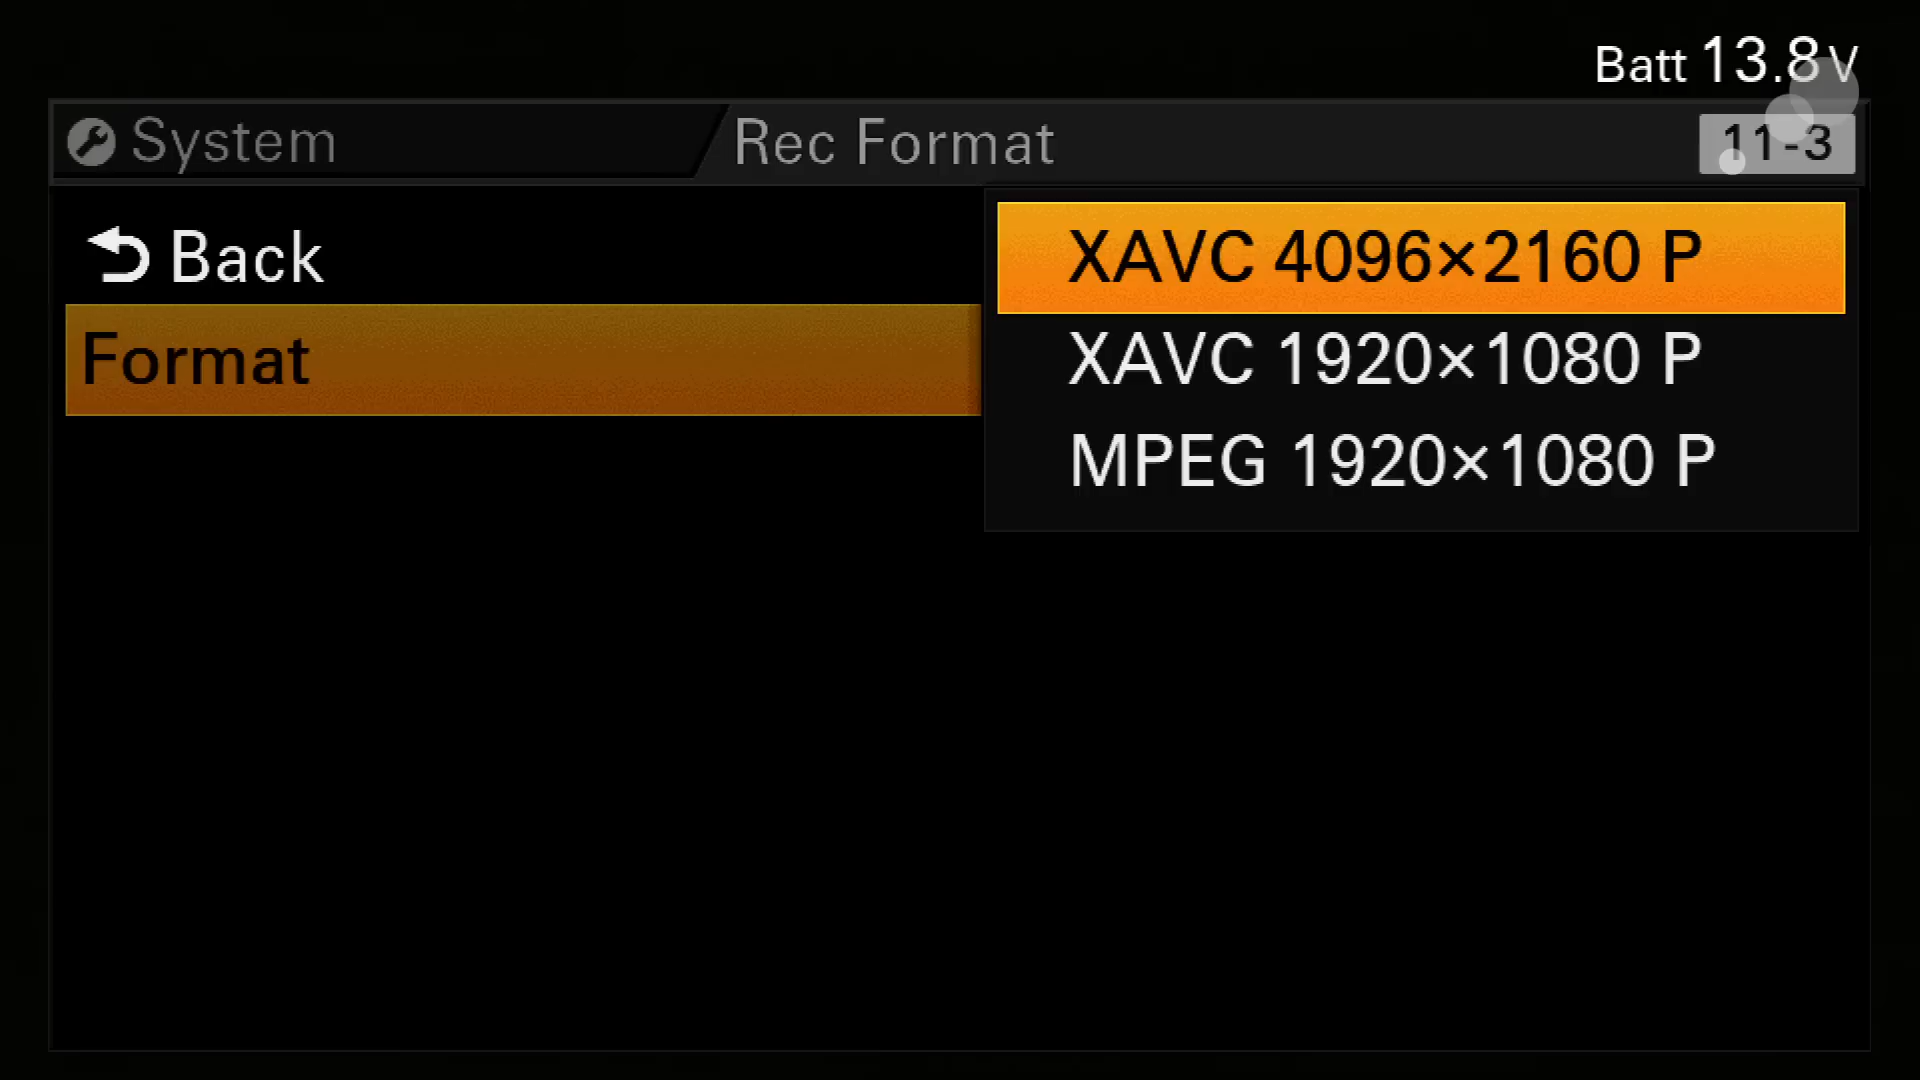 Batt 13.8V
System
Rec Format
11-3
Back
Format
XAVC 4096×2160 P
XAVC 1920×1080 P
MPEG 1920×1080 P